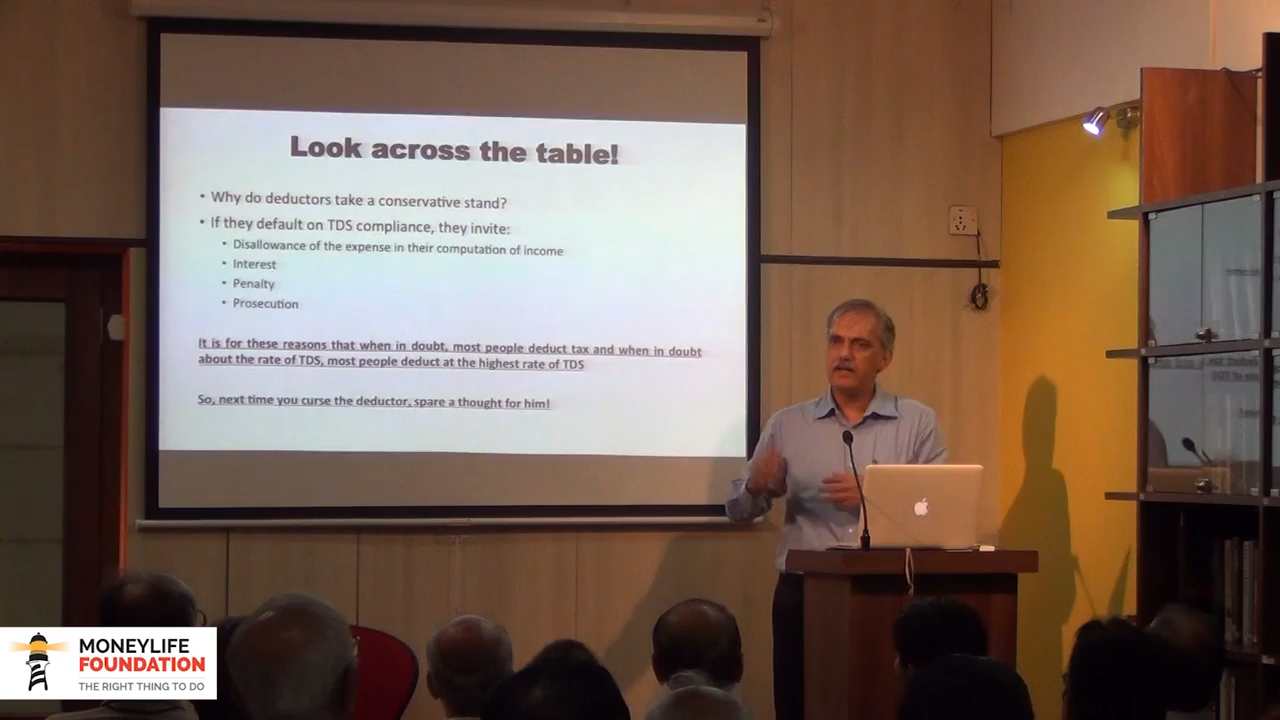 Look across the table!
• Why do deductors take a conservative stand?
• If they default on TDS compliance, they invite:
• Disallowance of the expense in their computation of income
• Interest
• Penalty
• Prosecution
It is for these reasons that when in doubt, most people deduct tax and when in doubt
about the rate of TDS, most people deduct at the highest rate of TDS
So, next time you curse the deductor, spare a thought for him!
MONEYLIFE
FOUNDATION
THE RIGHT THING TO DO